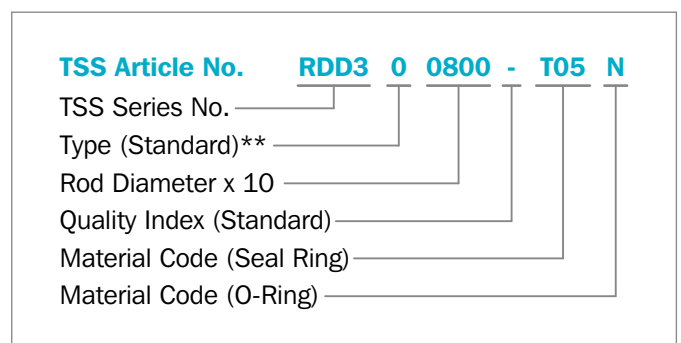 TSS Article No. RDD3 0 0800 - T05 N
TSS Series No.
Type (Standard)**
Rod Diameter x 10
Quality Index (Standard)
Material Code (Seal Ring)
Material Code (O-Ring)